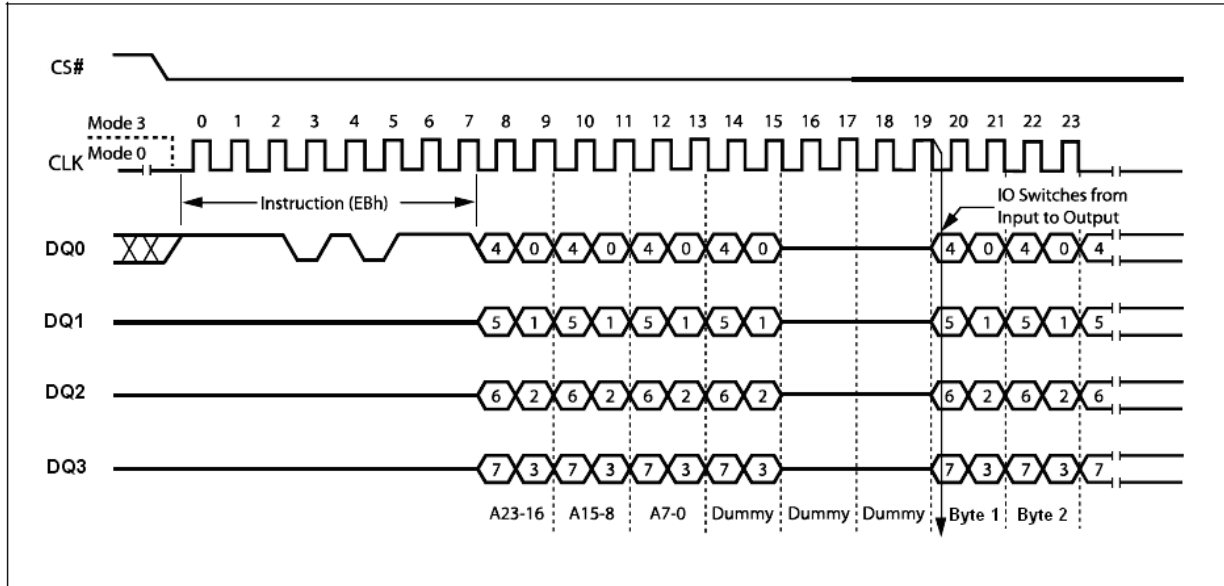 CS#
Mode 3
0 1 2 3 4 5 6 7 8 9 10 11 12 13 14 15 16 17 18 19 20 21 22 23
Mode 0
CLK
Instruction (EBh)
IO Switches from
Input to Output
DQ0 4 0 4 0 4 0 4 0 4 0 4 0 4
DQ1 5 1 5 1 5 1 5 1 5 1 5 1 5
DQ2 6 2 6 2 6 2 6 2 6 2 6 2 6
DQ3 7 3 7 3 7 3 7 3 7 3 7 3 7
A23-16 A15-8 A7-0 Dummy Dummy Dummy Byte 1 Byte 2